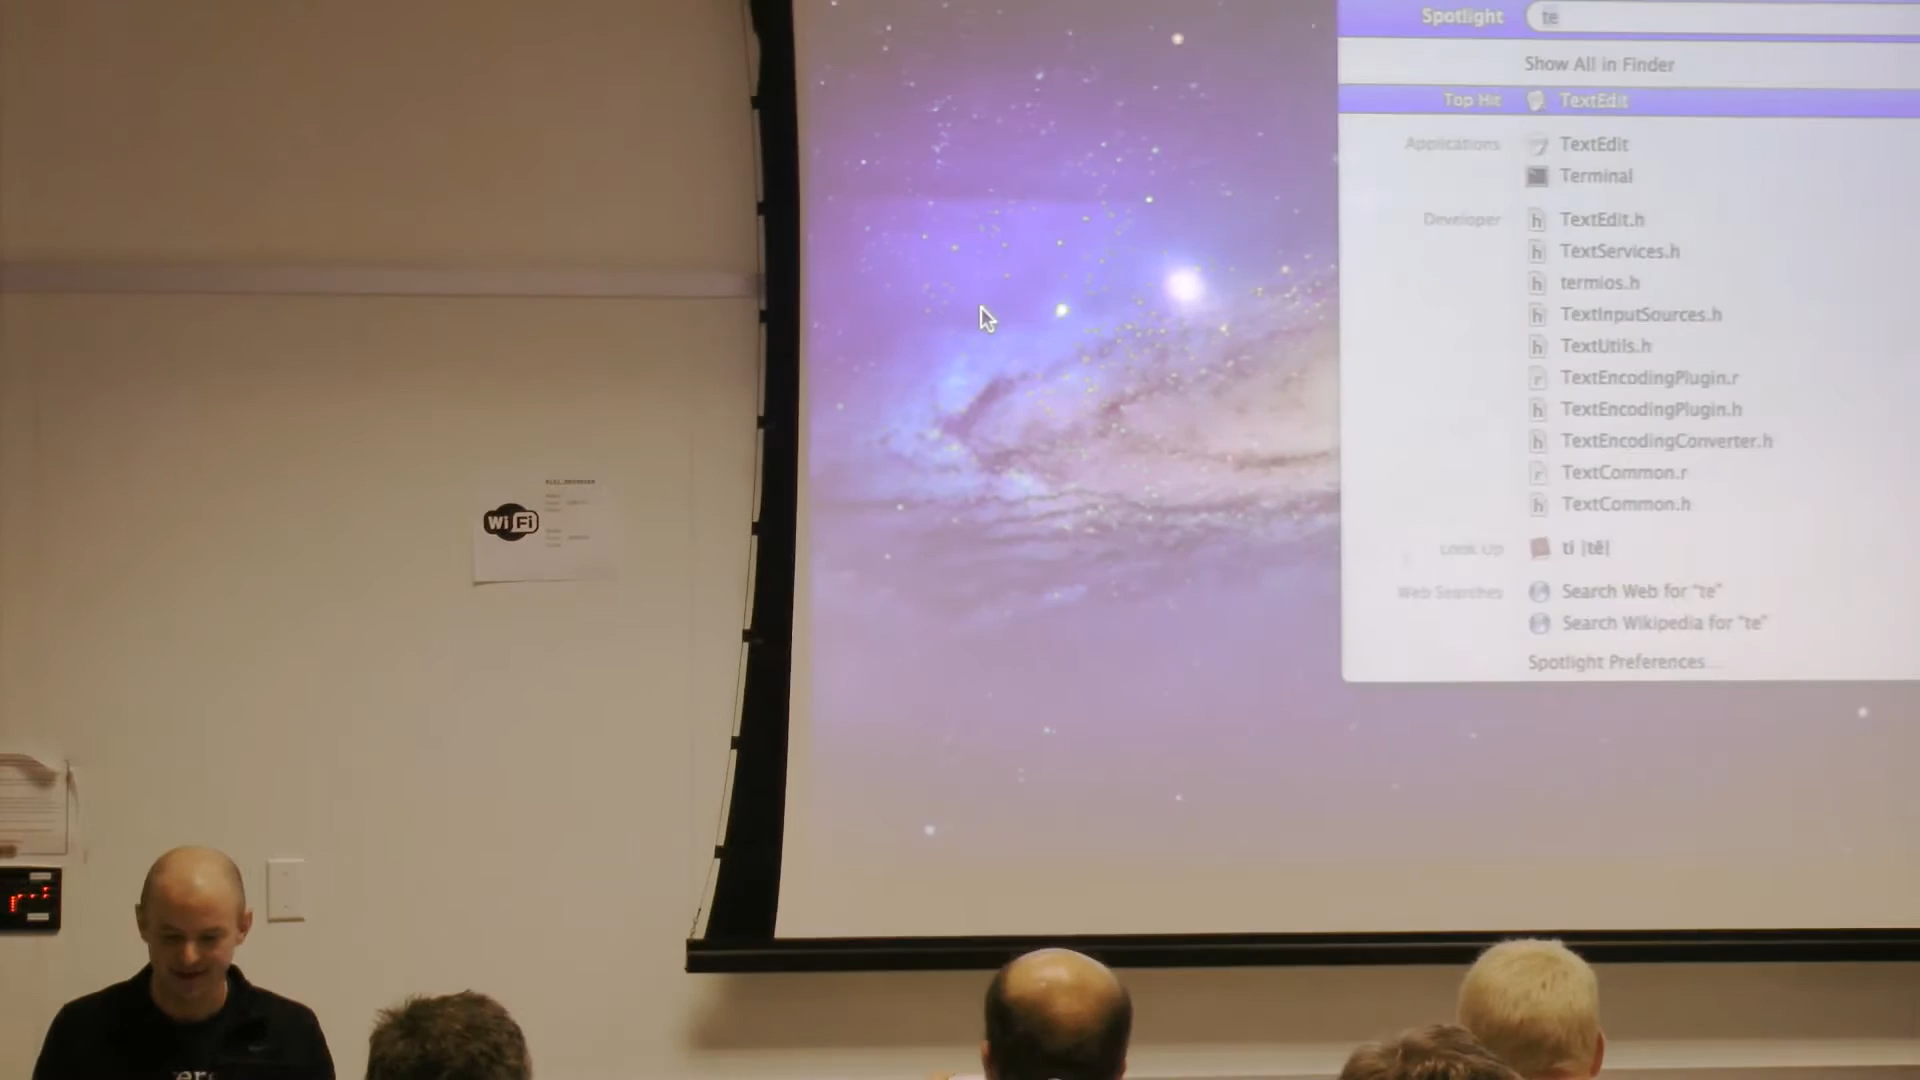 Spotlight te
Show All in Finder
Top Hit TextEdit
Applications TextEdit
Terminal
Developer TextEdit.h
TextServices.h
termios.h
TextInputSources.h
TextUtils.h
TextEncodingPlugin.r
TextEncodingPlugin.h
TextEncodingConverter.h
TextCommon.r
TextCommon.h
Look Up
Web Searches Search Web for "te"
Search Wikipedia for "te"
Spotlight Preferences...
Wi Fi